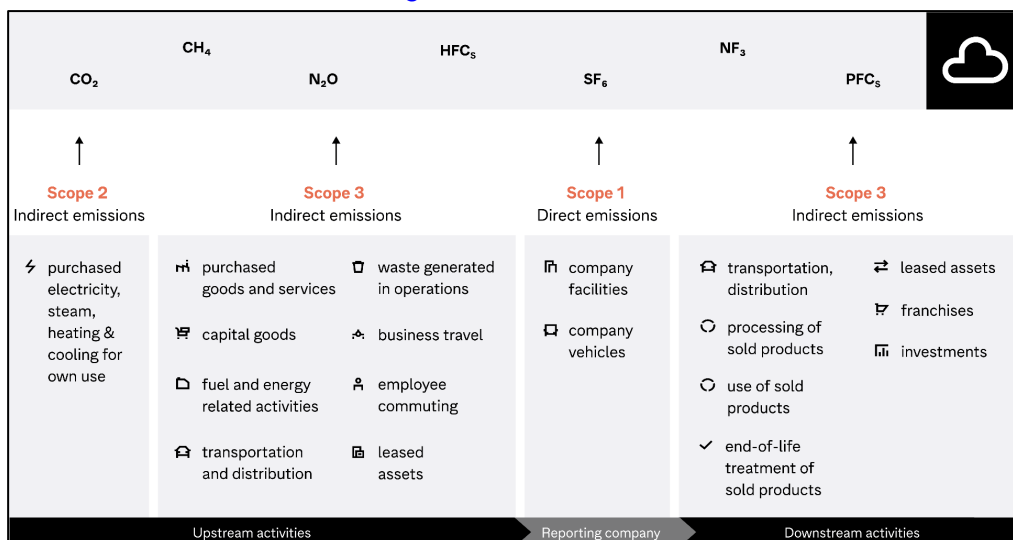 CH₄
HFCₛ
NF₃
CO₂
N₂O
SF₆
PFCₛ
Scope 2
Indirect emissions
Scope 3
Indirect emissions
Scope 1
Direct emissions
Scope 3
Indirect emissions
purchased
electricity,
steam,
heating &
cooling for
own use
purchased
goods and services
capital goods
fuel and energy
related activities
transportation
and distribution
waste generated
in operations
business travel
employee
commuting
leased
assets
company
facilities
company
vehicles
transportation,
distribution
processing of
sold products
use of sold
products
end-of-life
treatment of
sold products
leased assets
franchises
investments
Upstream activities
Reporting company
Downstream activities